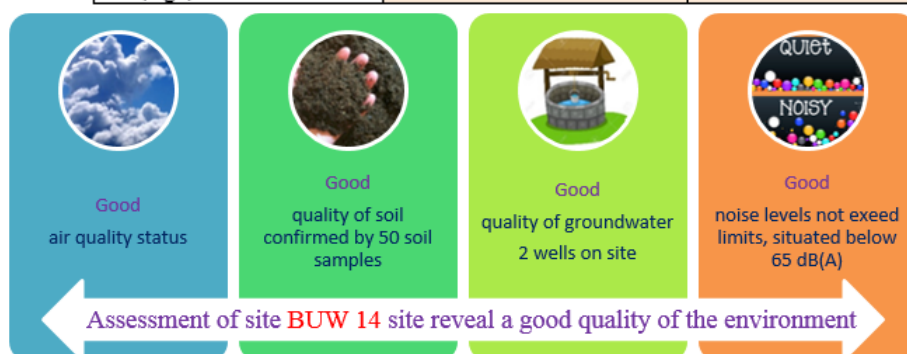 QUIET
NOISY
Good
air quality status
Good
quality of soil
confirmed by 50 soil
samples
Good
quality of groundwater
2 wells on site
Good
noise levels not exeed
limits, situated below
65 dB(A)
Assessment of site BUW 14 site reveal a good quality of the environment